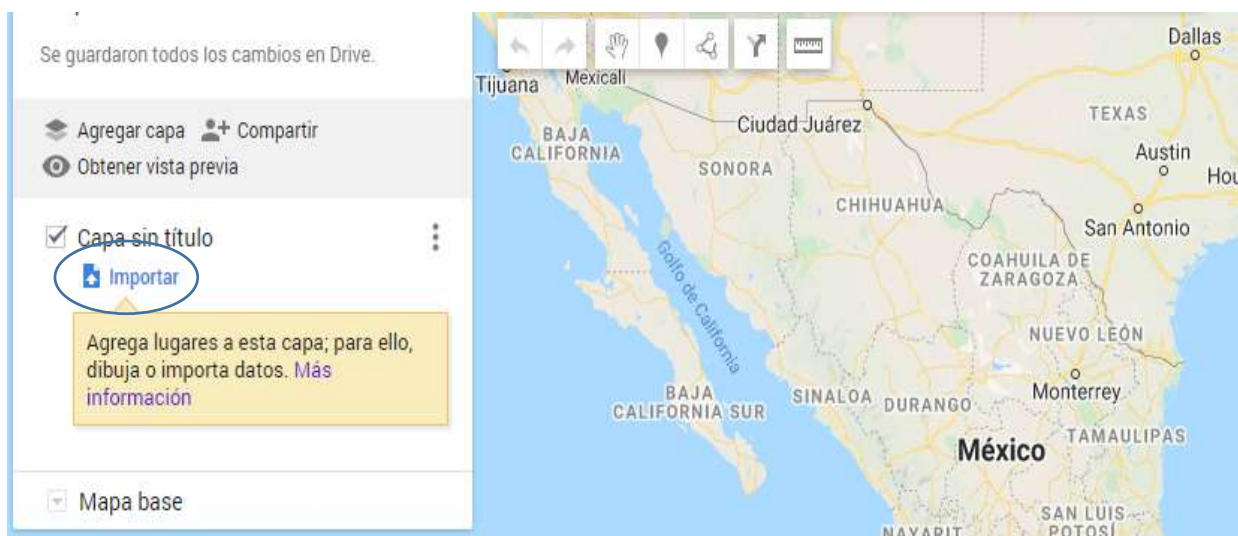 Se guardaron todos los cambios en Drive.
Agregar capa Compartir
Obtener vista previa
Capa sin título
Importar
Agrega lugares a esta capa; para ello,
dibuja o importa datos. Más
información
Mapa base
Dallas
Tijuana
Mexicali
Ciudad Juárez
TEXAS
BAJA
CALIFORNIA
SONORA
Austin
Hou
CHIHUAHUA
San Antonio
COAHUILA DE
ZARAGOZA
Golfo de California
NUEVO LEÓN
Monterrey
BAJA
CALIFORNIA SUR
SINALOA
DURANGO
México
TAMAULIPAS
SAN LUIS
POTOSÍ
NAYARIT